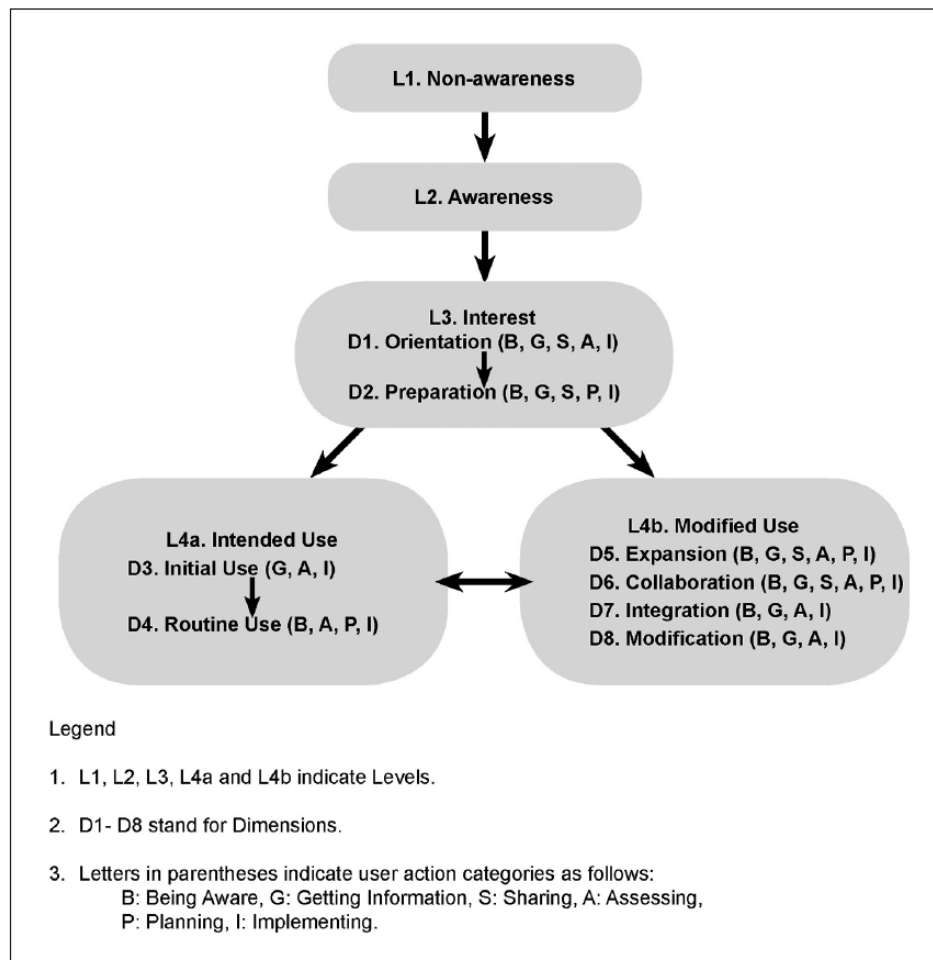 L1. Non-awareness
L2. Awareness
L3. Interest
D1. Orientation (B, G, S, A, I)
D2. Preparation (B, G, S, P, I)
L4a. Intended Use
D3. Initial Use (G, A, I)
D4. Routine Use (B, A, P, I)
L4b. Modified Use
D5. Expansion (B, G, S, A, P, I)
D6. Collaboration (B, G, S, A, P, I)
D7. Integration (B, G, A, I)
D8. Modification (B, G, A, I)
Legend
1. L1, L2, L3, L4a and L4b indicate Levels.
2. D1- D8 stand for Dimensions.
3. Letters in parentheses indicate user action categories as follows:
B: Being Aware, G: Getting Information, S: Sharing, A: Assessing,
P: Planning, I: Implementing.